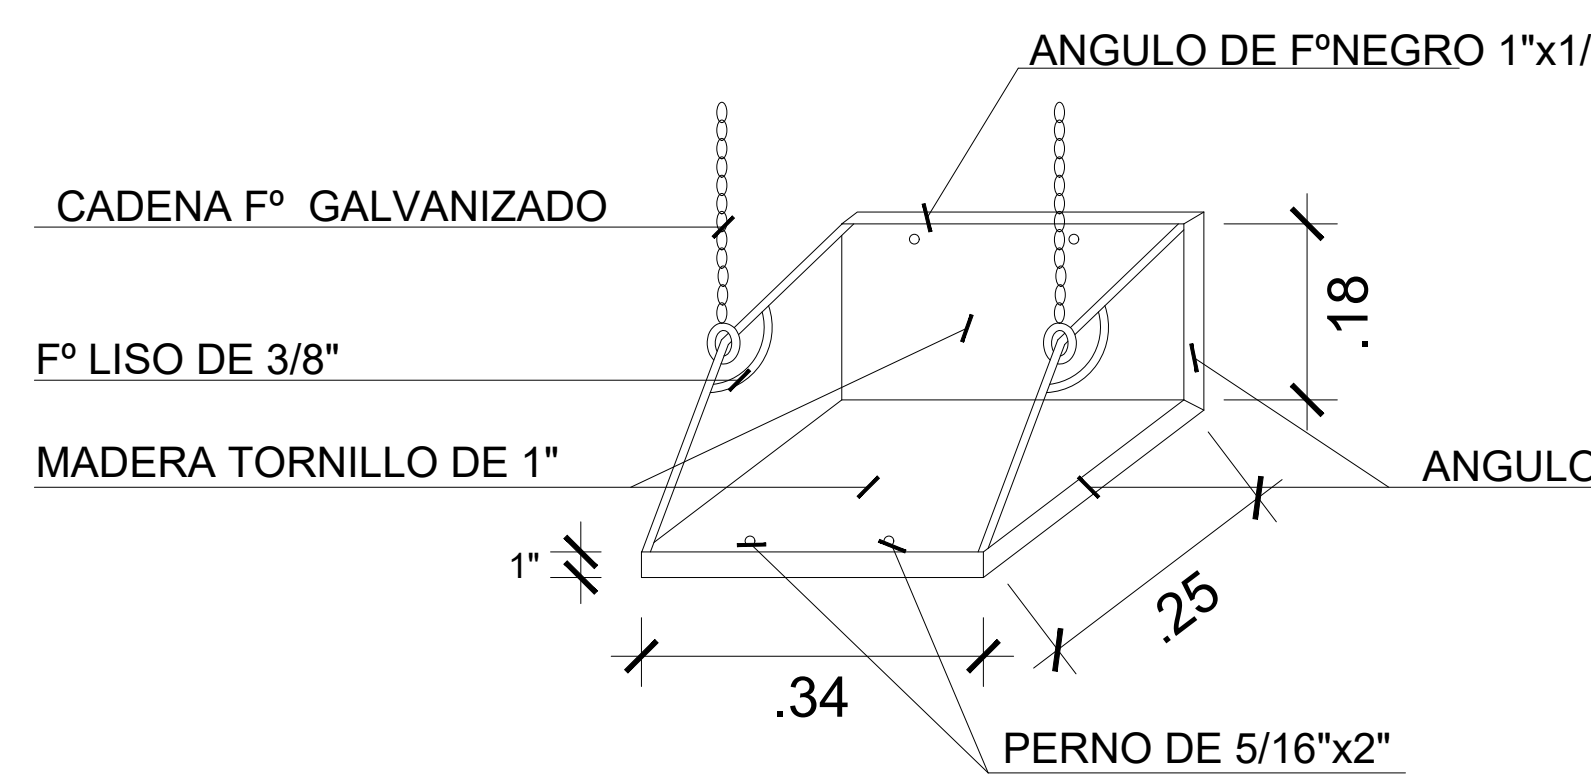 ANGULO DE FºNEGRO 1"x1/
CADENA Fº GALVANIZADO
.18
Fº LISO DE 3/8"
MADERA TORNILLO DE 1"
ANGULO
1"
.25
.34
PERNO DE 5/16"x2"